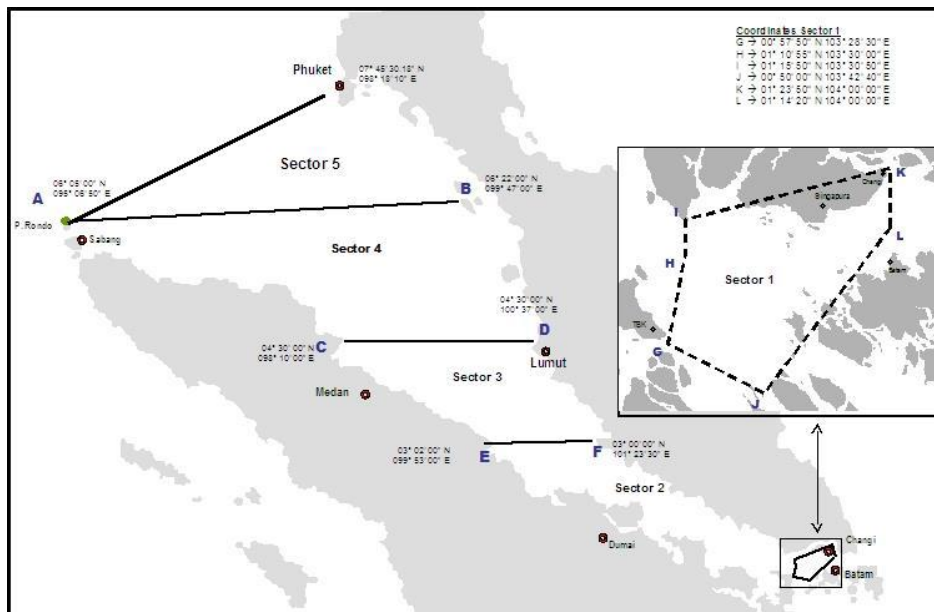 Coordinates Sector 1
G → 00° 57' 50" N 103° 28' 30" E
H → 01° 10' 55" N 103° 30' 00" E
I → 01° 15' 50" N 103° 30' 50" E
J → 00° 50' 00" N 103° 42' 40" E
K → 01° 23' 50" N 104° 00' 00" E
L → 01° 14' 20" N 104° 00' 00" E
Phuket
07° 45' 30.18" N
098° 18' 10" E
Sector 5
A
06° 05' 00" N
095° 06' 50" E
P. Rondo
Sabang
B
06° 22' 00" N
099° 47' 00" E
Sector 4
C
04° 30' 00" N
098° 10' 00" E
04° 30' 00" N
100° 37' 00" E
D
Lumut
Medan
Sector 3
03° 02' 00" N
099° 53' 00" E
E
F
03° 00' 00" N
101° 23' 30" E
Sector 2
Dumai
K
Changi
Singapura
I
L
H
Batam
Sector 1
TBK
G
J
Changi
Batam